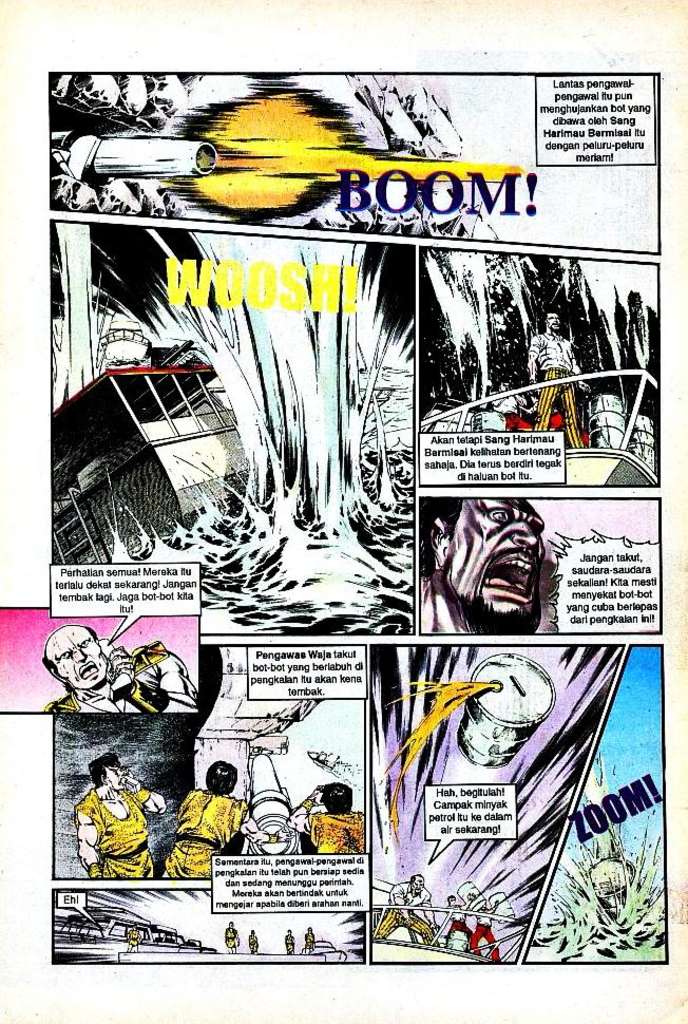 Lantas pengawal-
pengawal itu pun
menghujankan bot yang
dibawa oleh Sang
Harimau Bermisai itu
dengan peluru-peluru
meriam!
BOOM!
WOOSH!
Akan tetapi Sang Harimau
Bermisai kelihatan bertenang
sahaja. Dia terus berdiri tegak
di haluan bot itu.
Jangan takut,
saudara-saudara
sekalian! Kita mesti
menyekat bot-bot
yang cuba berlepas
dari pengkalan ini!
Perhatian semua! Mereka itu
terlalu dekat sekarang! Jangan
tembak lagi. Jaga bot-bot kita
itu!
Pengawas Waja takut
bot-bot yang berlabuh di
pengkalan itu akan kena
tembak.
Sementara itu, pengawal-pengawal di
pengkalan itu telah pun bersiap sedia
dan sedang menunggu perintah.
Mereka akan bertindak untuk
mengejar apabila diberi arahan nanti.
Eh!
Hah, begitulah!
Campak minyak
petrol itu ke dalam
air sekarang!
ZOOM!